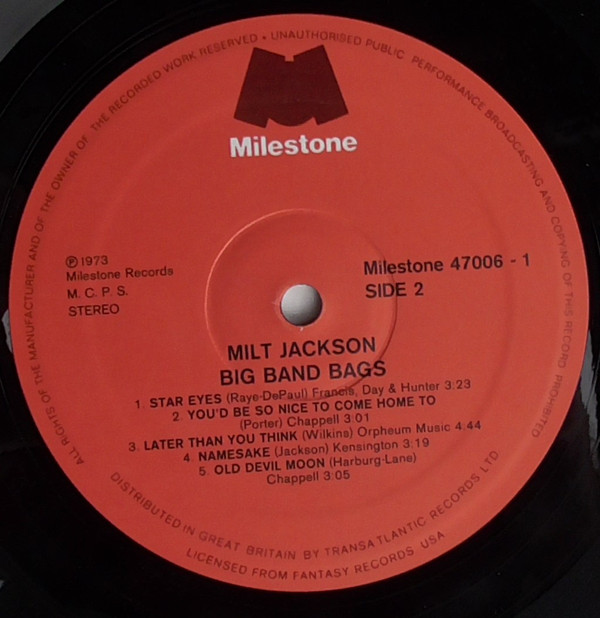 ALL RIGHTS OF THE MANUFACTURER AND OF THE OWNER OF THE RECORDED WORK RESERVED • UNAUTHORISED PUBLIC PERFORMANCE BROADCASTING AND COPYING OF THIS RECORD PROHIBITED
Milestone
℗ 1973
Milestone Records
M. C. P. S.
STEREO
Milestone 47006 - 1
SIDE 2
MILT JACKSON
BIG BAND BAGS
1. STAR EYES (Raye-DePaul) Francis, Day & Hunter 3:23
2. YOU'D BE SO NICE TO COME HOME TO
(Porter) Chappell 3:01
3. LATER THAN YOU THINK (Wilkins) Orpheum Music 4.44
4. NAMESAKE (Jackson) Kensington 3:19
5. OLD DEVIL MOON (Harburg-Lane)
Chappell 3:05
DISTRIBUTED IN GREAT BRITAIN BY TRANSATLANTIC RECORDS LTD
LICENSED FROM FANTASY RECORDS USA